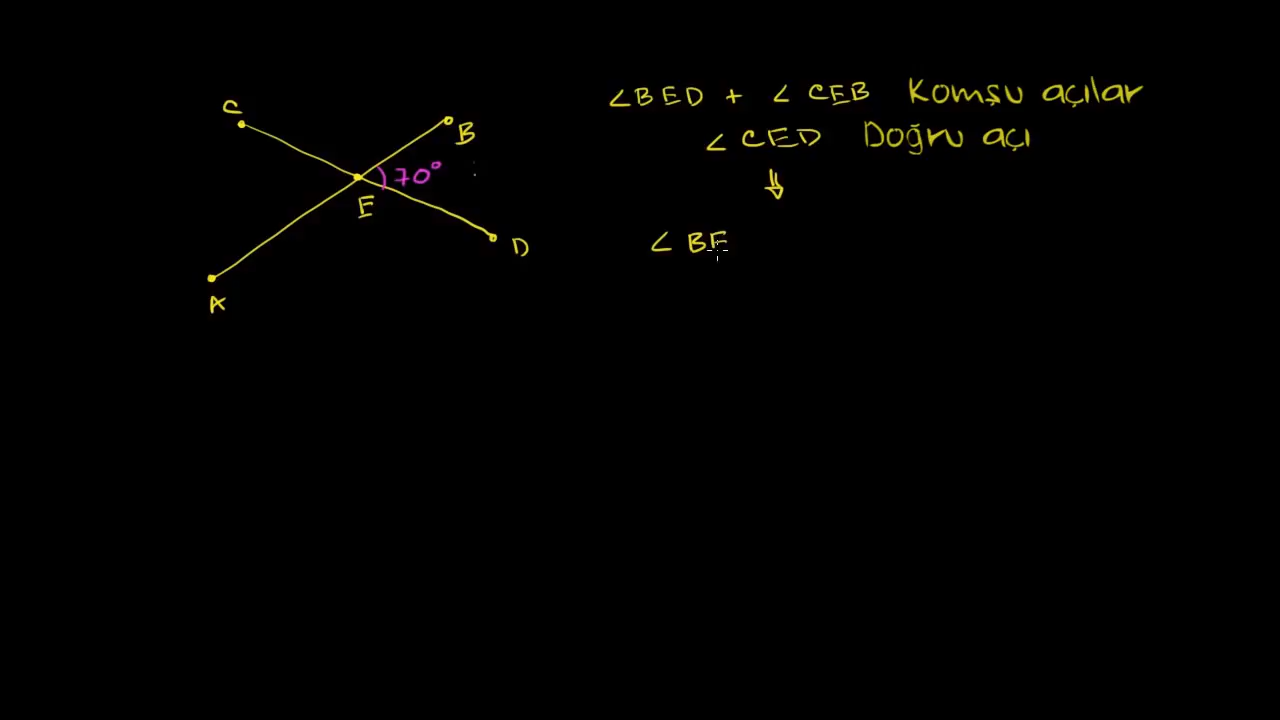 C
B
70°
E
D
A
∠BED + ∠CEB Komşu açılar
∠CED Doğru açı
⇓
∠BE